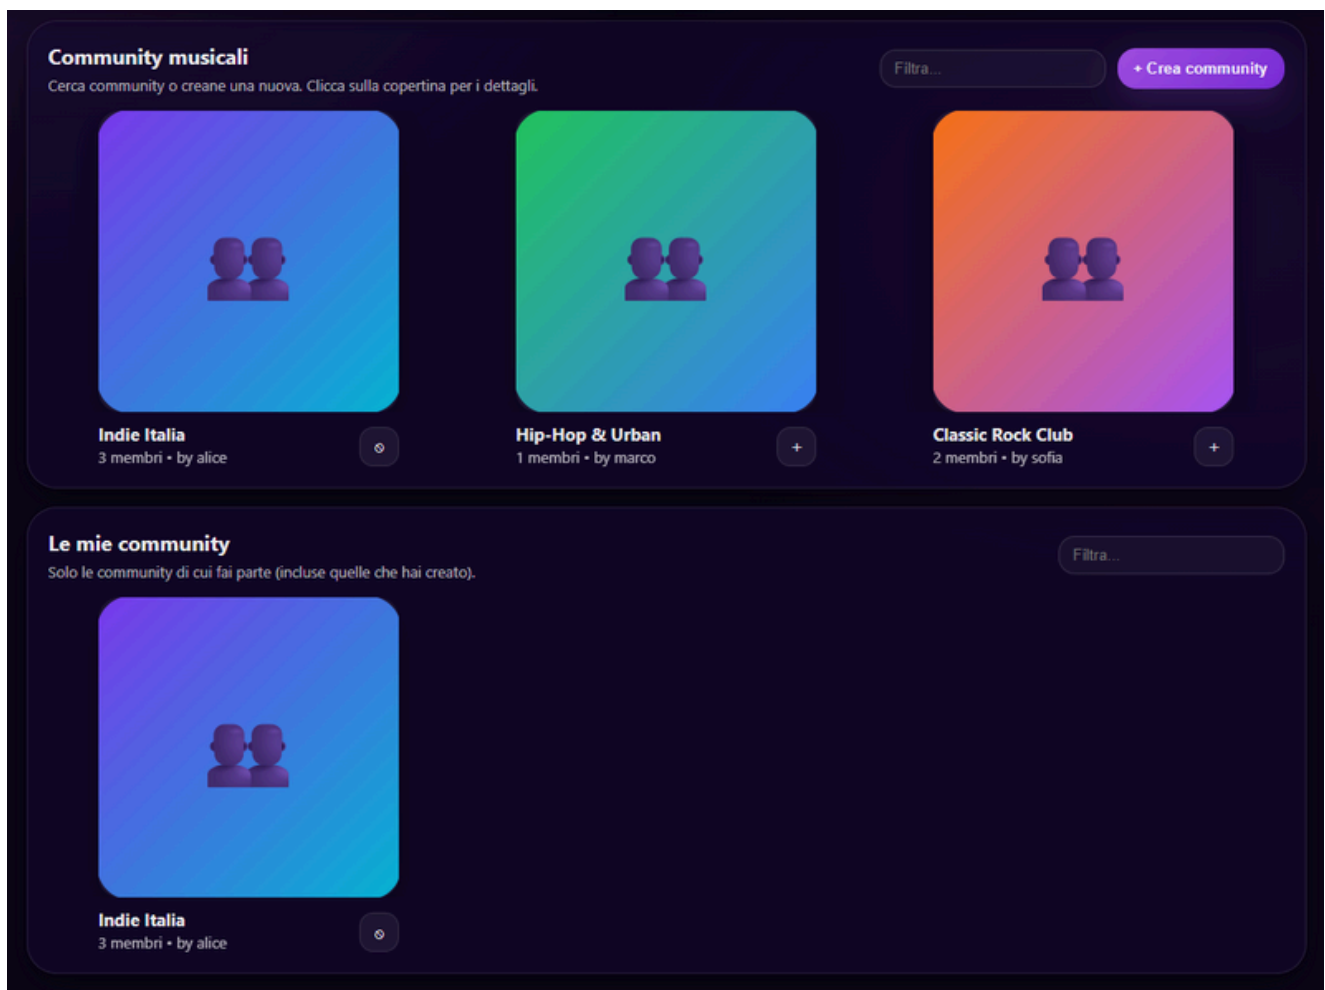 Community musicali
Cerca community o creane una nuova. Clicca sulla copertina per i dettagli.
Filtra...
+ Crea community
Indie Italia
3 membri • by alice
Hip-Hop & Urban
1 membri • by marco
+
Classic Rock Club
2 membri • by sofia
+
Le mie community
Solo le community di cui fai parte (incluse quelle che hai creato).
Filtra...
Indie Italia
3 membri • by alice